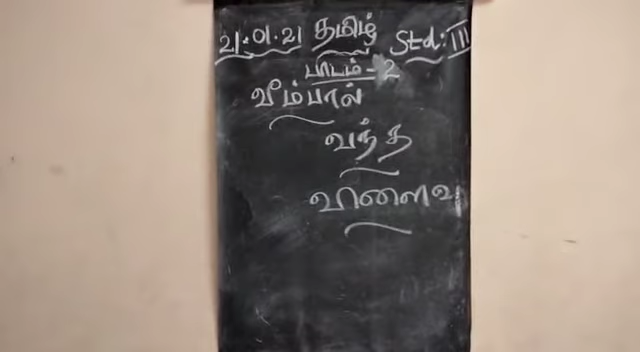 21.01.21 தமிழ் Std: III
பாடம் - 2
வீம்பால்
வந்த
விளைவு